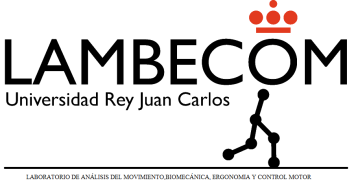 LAMBECOM
Universidad Rey Juan Carlos
LABORATORIO DE ANÁLISIS DEL MOVIMIENTO,BIOMECÁNICA, ERGONOMIA Y CONTROL MOTOR